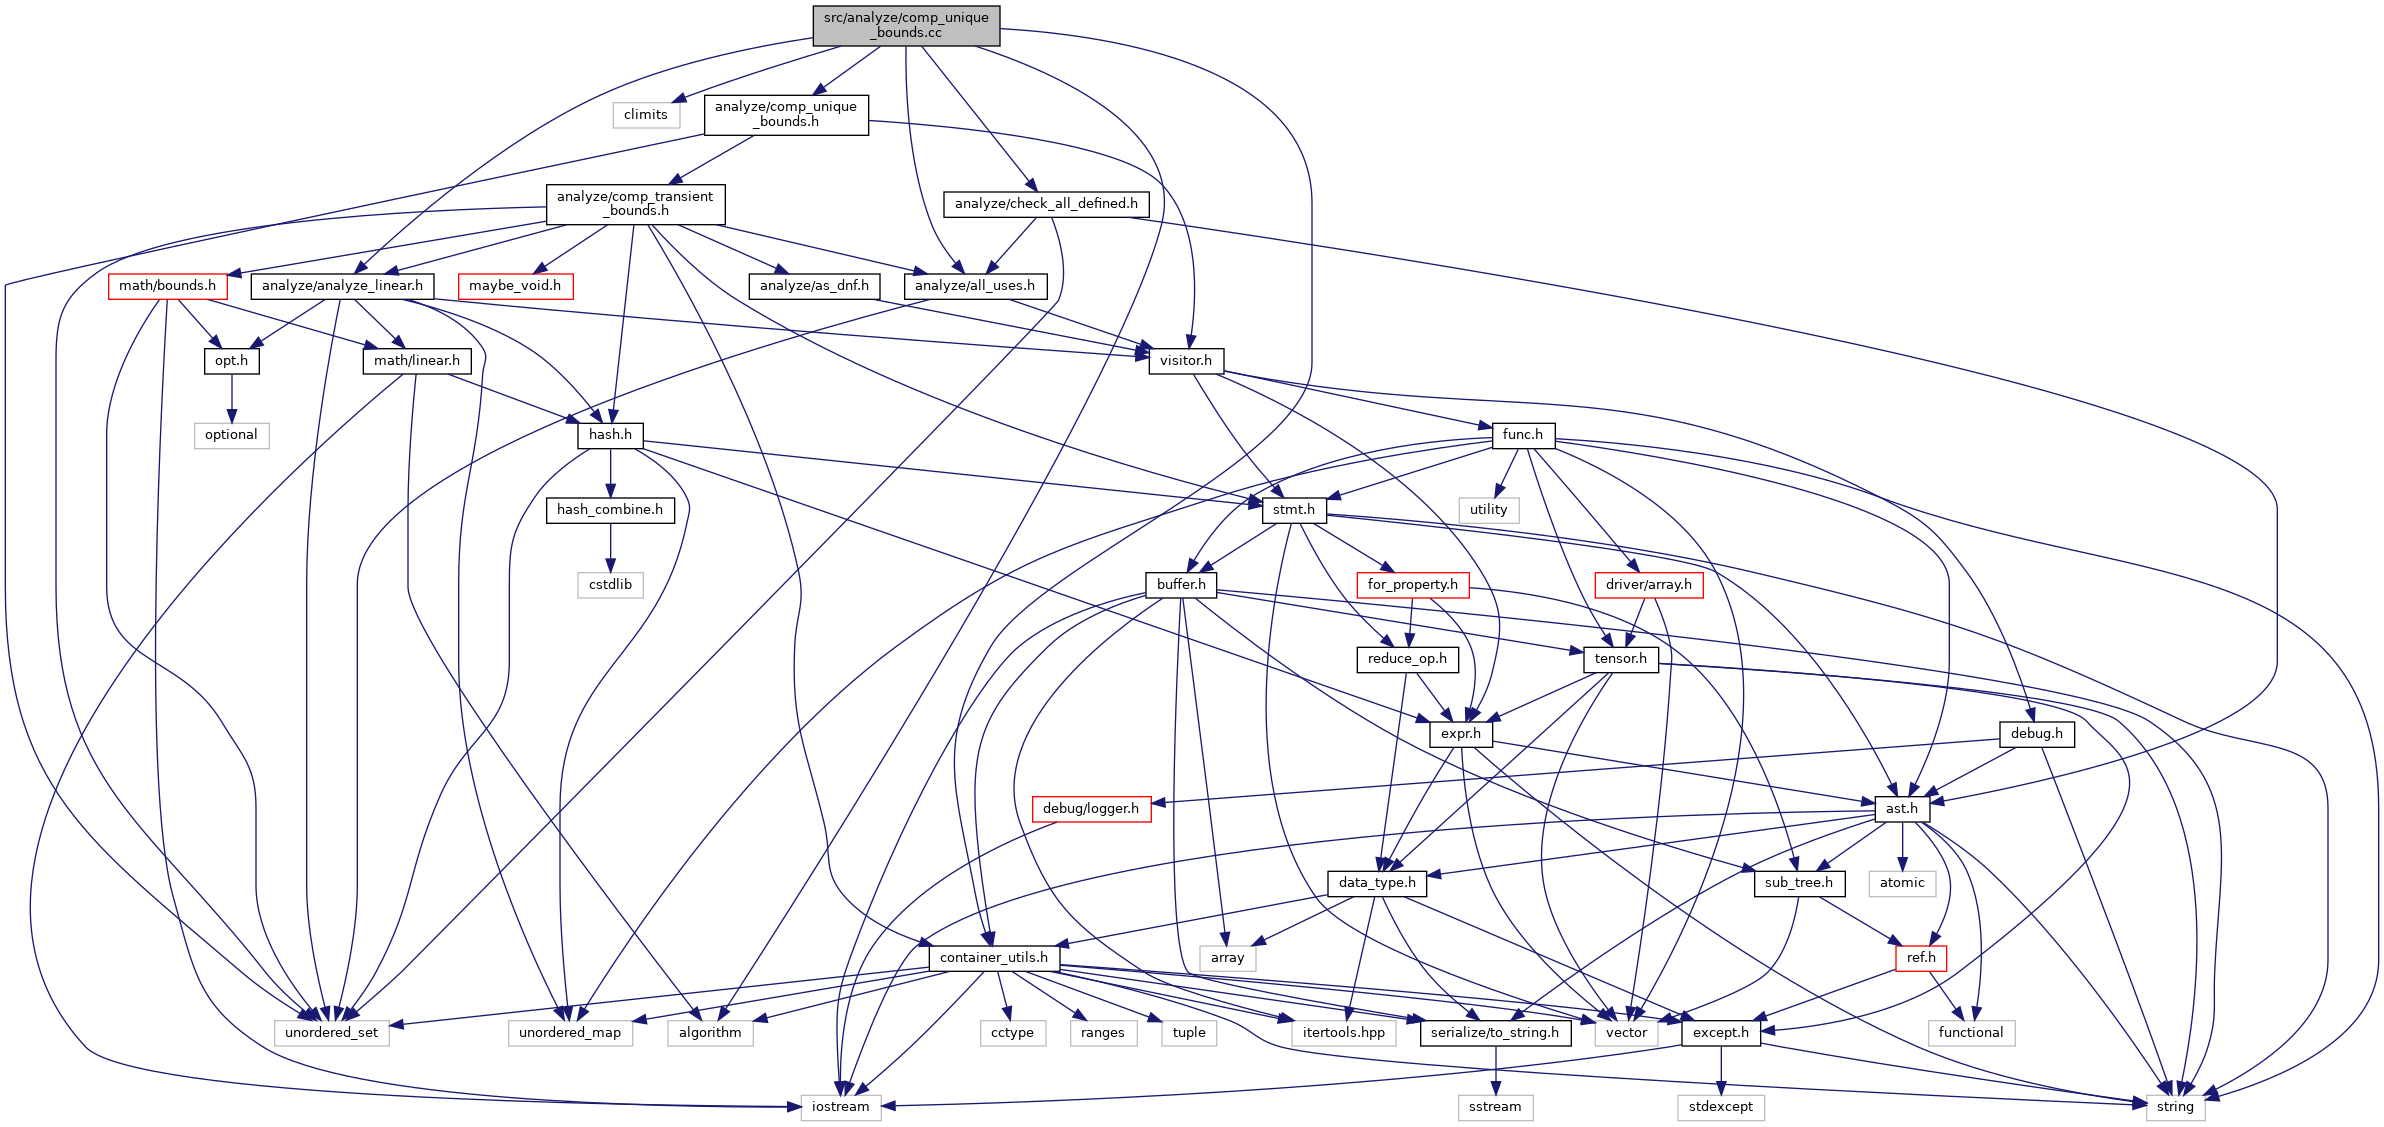 src/analyze/comp_unique
_bounds.cc
climits
analyze/comp_unique
_bounds.h
analyze/comp_transient
_bounds.h
analyze/check_all_defined.h
math/bounds.h
analyze/analyze_linear.h
maybe_void.h
analyze/as_dnf.h
analyze/all_uses.h
opt.h
math/linear.h
visitor.h
optional
hash.h
func.h
hash_combine.h
stmt.h
utility
cstdlib
buffer.h
for_property.h
driver/array.h
reduce_op.h
tensor.h
expr.h
debug.h
debug/logger.h
ast.h
data_type.h
sub_tree.h
atomic
container_utils.h
array
ref.h
unordered_set
unordered_map
algorithm
cctype
ranges
tuple
itertools.hpp
serialize/to_string.h
vector
except.h
functional
iostream
sstream
stdexcept
string